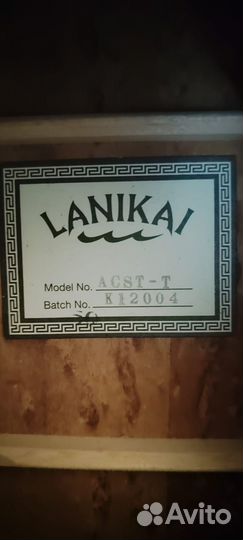 LANIKAI
Model No. ACST-T
Batch No. K12004
Avito